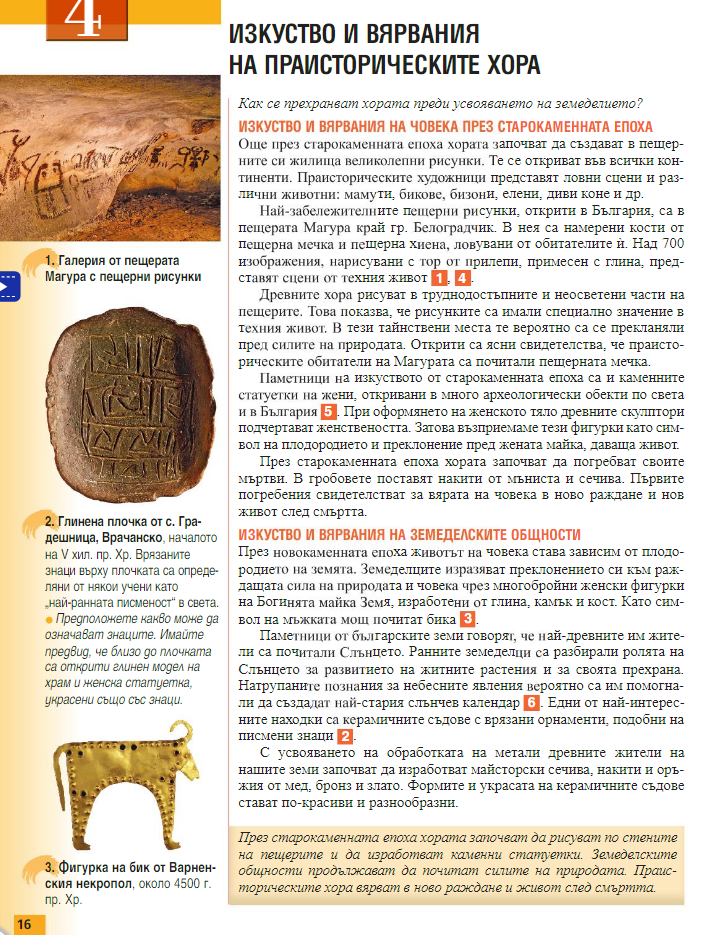 4
ИЗКУСТВО И ВЯРВАНИЯ
НА ПРАИСТОРИЧЕСКИТЕ ХОРА
Как се прехранват хората преди усвояването на земеделието?
ИЗКУСТВО И ВЯРВАНИЯ НА ЧОВЕКА ПРЕЗ СТАРОКАМЕННАТА ЕПОХА
Още през старокаменната епоха хората започват да създават в пещер-
ните си жилища великолепни рисунки. Те се откриват във всички кон-
тиненти. Праисторическите художници представят ловни сцени и раз-
лични животни: мамути, бикове, бизони, елени, диви коне и др.
Най-забележителните пещерни рисунки, открити в България, са в
пещерата Магура край гр. Белоградчик. В нея са намерени кости от
пещерна мечка и пещерна хиена, ловувани от обитателите ѝ. Над 700
изображения, нарисувани с тор от прилепи, примесен с глина, пред-
ставят сцени от техния живот 1, 4.
Древните хора рисуват в труднодостъпните и неосветени части на
пещерите. Това показва, че рисунките са имали специално значение в
техния живот. В тези тайнствени места те вероятно са се прекланяли
пред силите на природата. Открити са ясни свидетелства, че праисто-
рическите обитатели на Магурата са почитали пещерната мечка.
Паметници на изкуството от старокаменната епоха са и каменните
статуетки на жени, откривани в много археологически обекти по света
и в България 5. При оформянето на женското тяло древните скулптори
подчертават женствеността. Затова възприемаме тези фигурки като сим-
вол на плодородието и преклонение пред жената майка, даваща живот.
През старокаменната епоха хората започват да погребват своите
мъртви. В гробовете поставят накити от мъниста и сечива. Първите
погребения свидетелстват за вярата на човека в ново раждане и нов
живот след смъртта.
ИЗКУСТВО И ВЯРВАНИЯ НА ЗЕМЕДЕЛСКИТЕ ОБЩНОСТИ
През новокаменната епоха животът на човека става зависим от плодо-
родието на земята. Земеделците изразяват преклонението си към раж-
дащата сила на природата и човека чрез многобройни женски фигурки
на Богинята майка Земя, изработени от глина, камък и кост. Като сим-
вол на мъжката мощ почитат бика 3.
Паметници от българските земи говорят, че най-древните им жите-
ли са почитали Слънцето. Ранните земеделци са разбирали ролята на
Слънцето за развитието на житните растения и за своята прехрана.
Натрупаните познания за небесните явления вероятно са им помогна-
ли да създадат най-стария слънчев календар 6. Едни от най-интерес-
ните находки са керамичните съдове с врязани орнаменти, подобни на
писмени знаци 2.
С усвояването на обработката на метали древните жители на
нашите земи започват да изработват майсторски сечива, накити и оръ-
жия от мед, бронз и злато. Формите и украсата на керамичните съдове
стават по-красиви и разнообразни.
През старокаменната епоха хората започват да рисуват по стените
на пещерите и да изработват каменни статуетки. Земеделските
общности продължават да почитат силите на природата. Праис-
торическите хора вярват в ново раждане и живот след смъртта.
1. Галерия от пещерата
Магура с пещерни рисунки
2. Глинена плочка от с. Гра-
дешница, Врачанско, началото
на V хил. пр. Хр. Врязаните
знаци върху плочката са опреде-
ляни от някои учени като
„най-ранната писменост“ в света.
● Предположете какво може да
означават знаците. Имайте
предвид, че близо до плочката
са открити глинен модел на
храм и женска статуетка,
украсени също със знаци.
3. Фигурка на бик от Варнен-
ския некропол, около 4500 г.
пр. Хр.
16